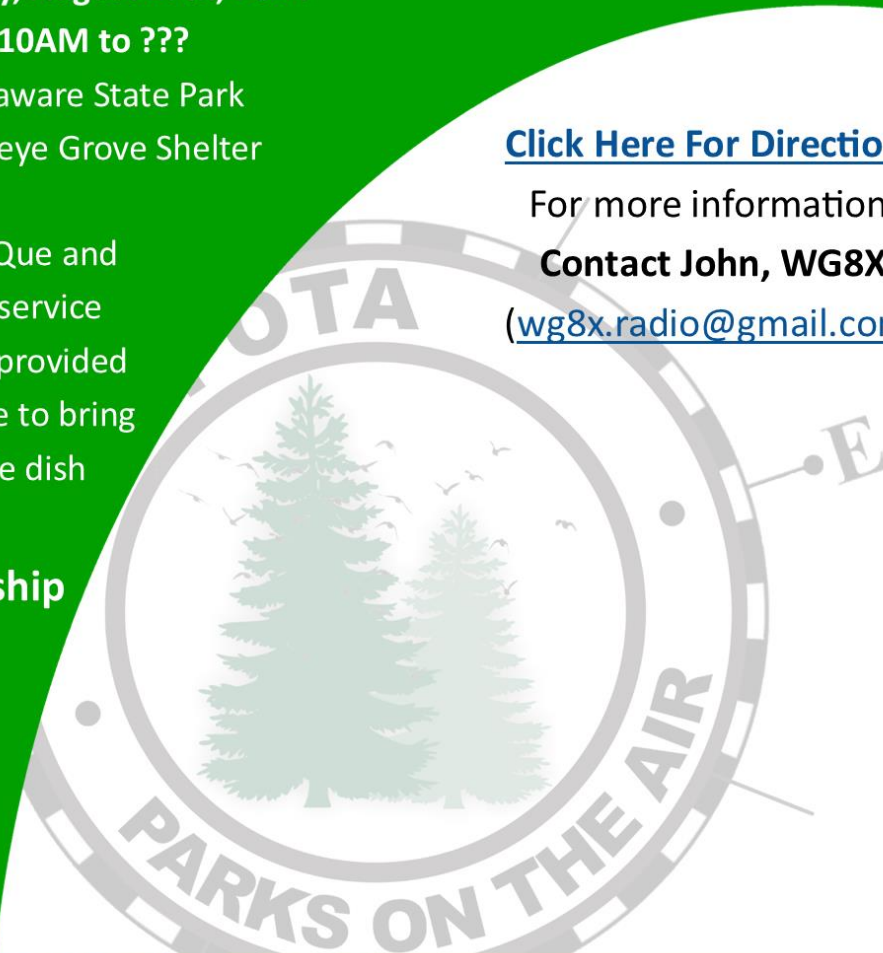 10AM to ???
aware State Park
eye Grove Shelter
Que and
service
provided
e to bring
e dish
ship
Click Here For Directio
For more information
Contact John, WG8X
(wg8x.radio@gmail.co
OTA
E
PARKS ON THE AIR